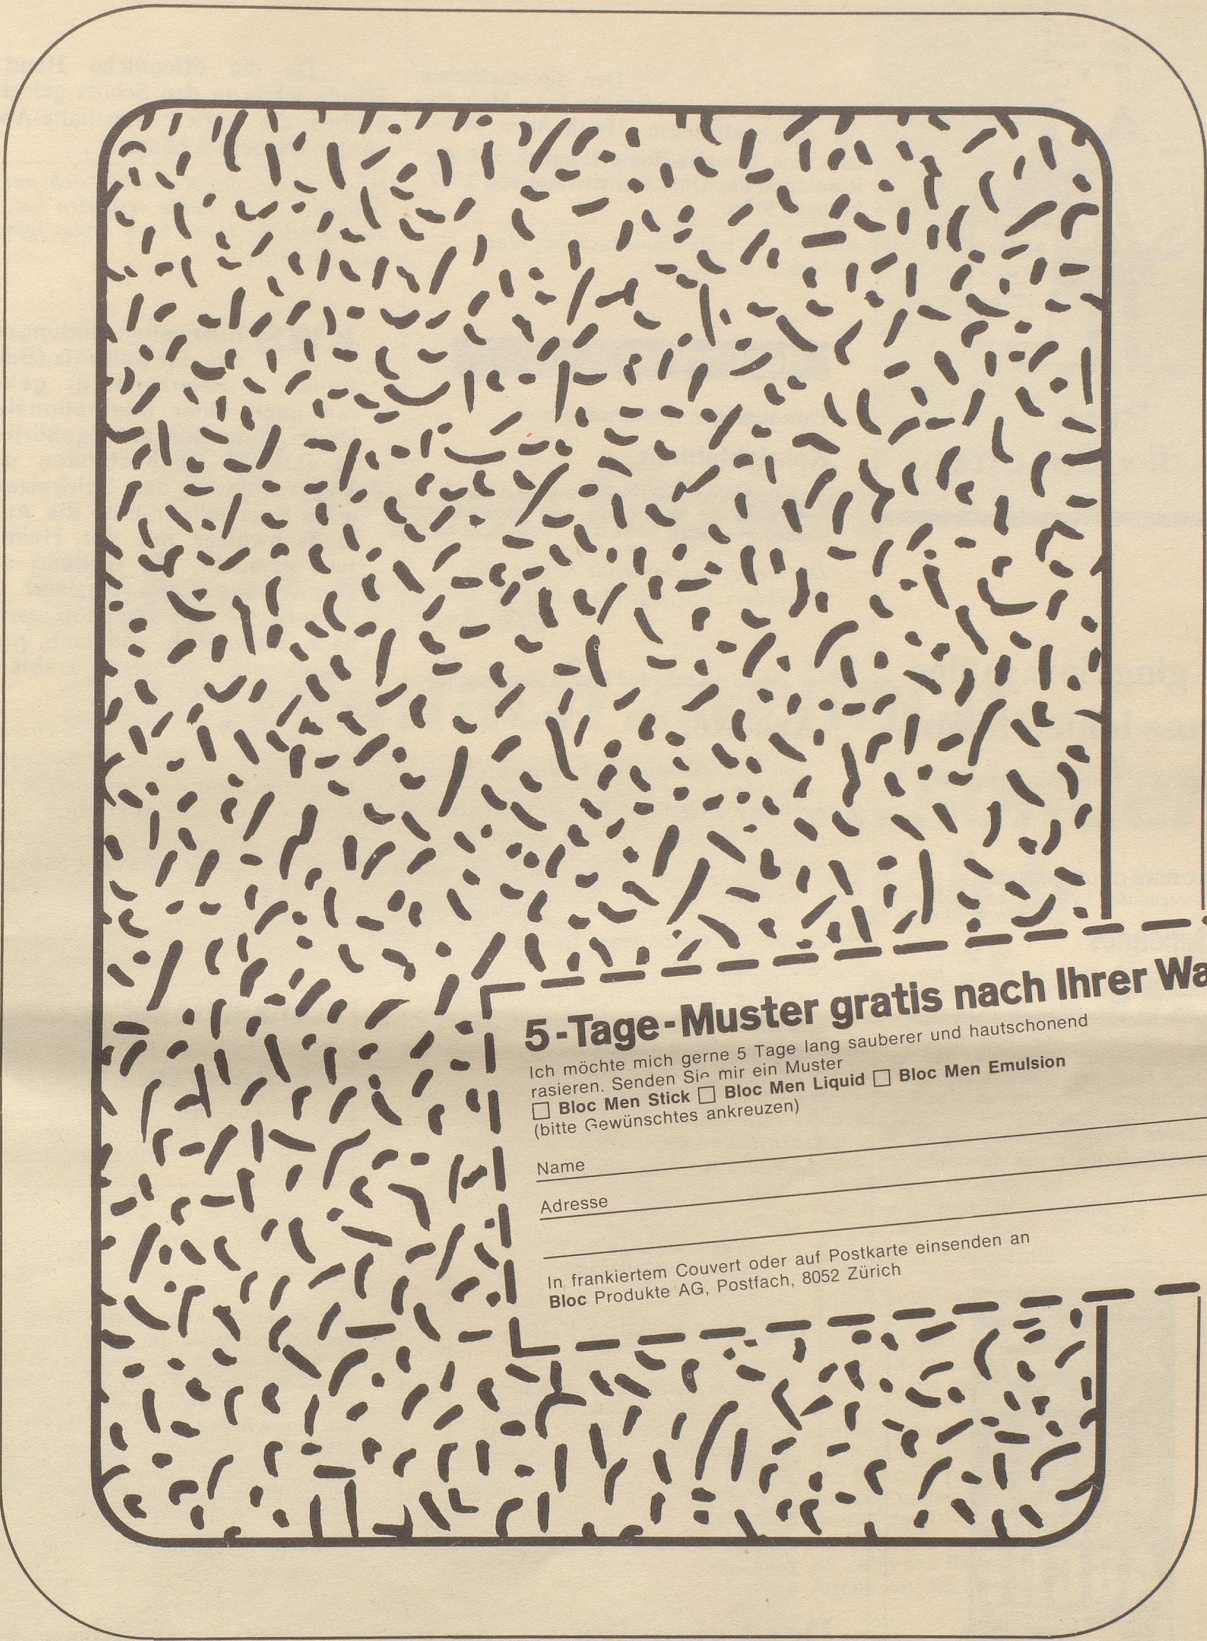 5-Tage-Muster gratis nach Ihrer Wa
Ich möchte mich gerne 5 Tage lang sauberer und hautschonend
rasieren. Senden Sie mir ein Muster
☐ Bloc Men Stick ☐ Bloc Men Liquid ☐ Bloc Men Emulsion
(bitte Gewünschtes ankreuzen)
Name
Adresse
In frankiertem Couvert oder auf Postkarte einsenden an
Bloc Produkte AG, Postfach, 8052 Zürich